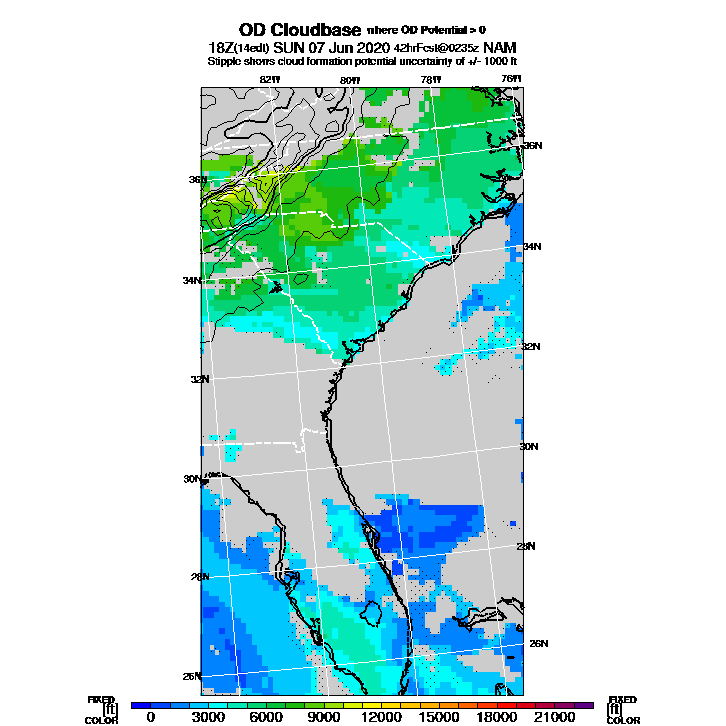 OD Cloudbase where OD Potential > 0
18Z(14edt) SUN 07 Jun 2020 42hrFcst@0235z NAM
Stipple shows cloud formation potential uncertainty of +/- 1000 ft
82W 80W 78W 76W
36N 36N
34N 34N
32N 32N
30N 30N
28N 28N
26N 26N
FIXED FIXED
[ft] 0 3000 6000 9000 12000 15000 18000 21000 [ft]
COLOR COLOR